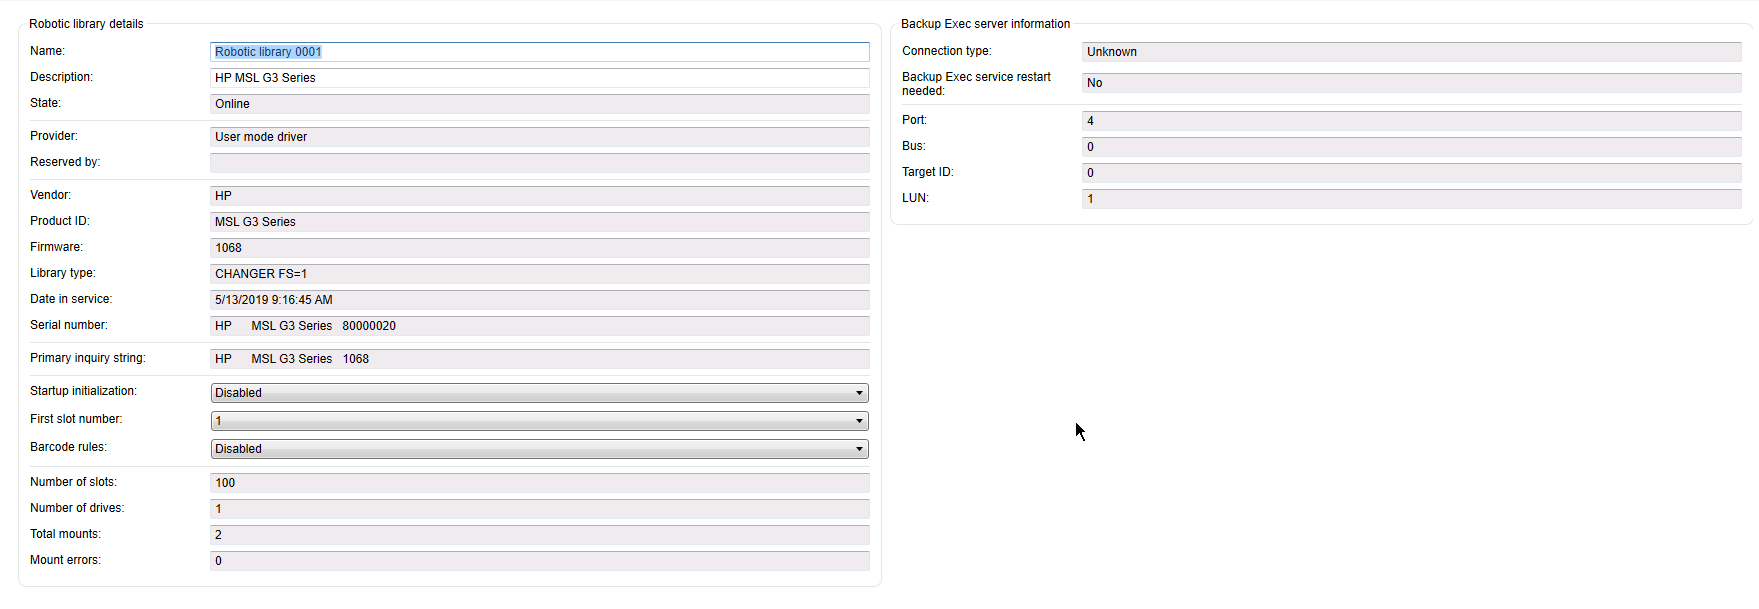 Robotic library details
Name: Robotic library 0001
Description: HP MSL G3 Series
State: Online
Provider: User mode driver
Reserved by:
Vendor: HP
Product ID: MSL G3 Series
Firmware: 1068
Library type: CHANGER FS=1
Date in service: 5/13/2019 9:16:45 AM
Serial number: HP MSL G3 Series 80000020
Primary inquiry string: HP MSL G3 Series 1068
Startup initialization: Disabled
First slot number: 1
Barcode rules: Disabled
Number of slots: 100
Number of drives: 1
Total mounts: 2
Mount errors: 0
Backup Exec server information
Connection type: Unknown
Backup Exec service restart
needed: No
Port: 4
Bus: 0
Target ID: 0
LUN: 1